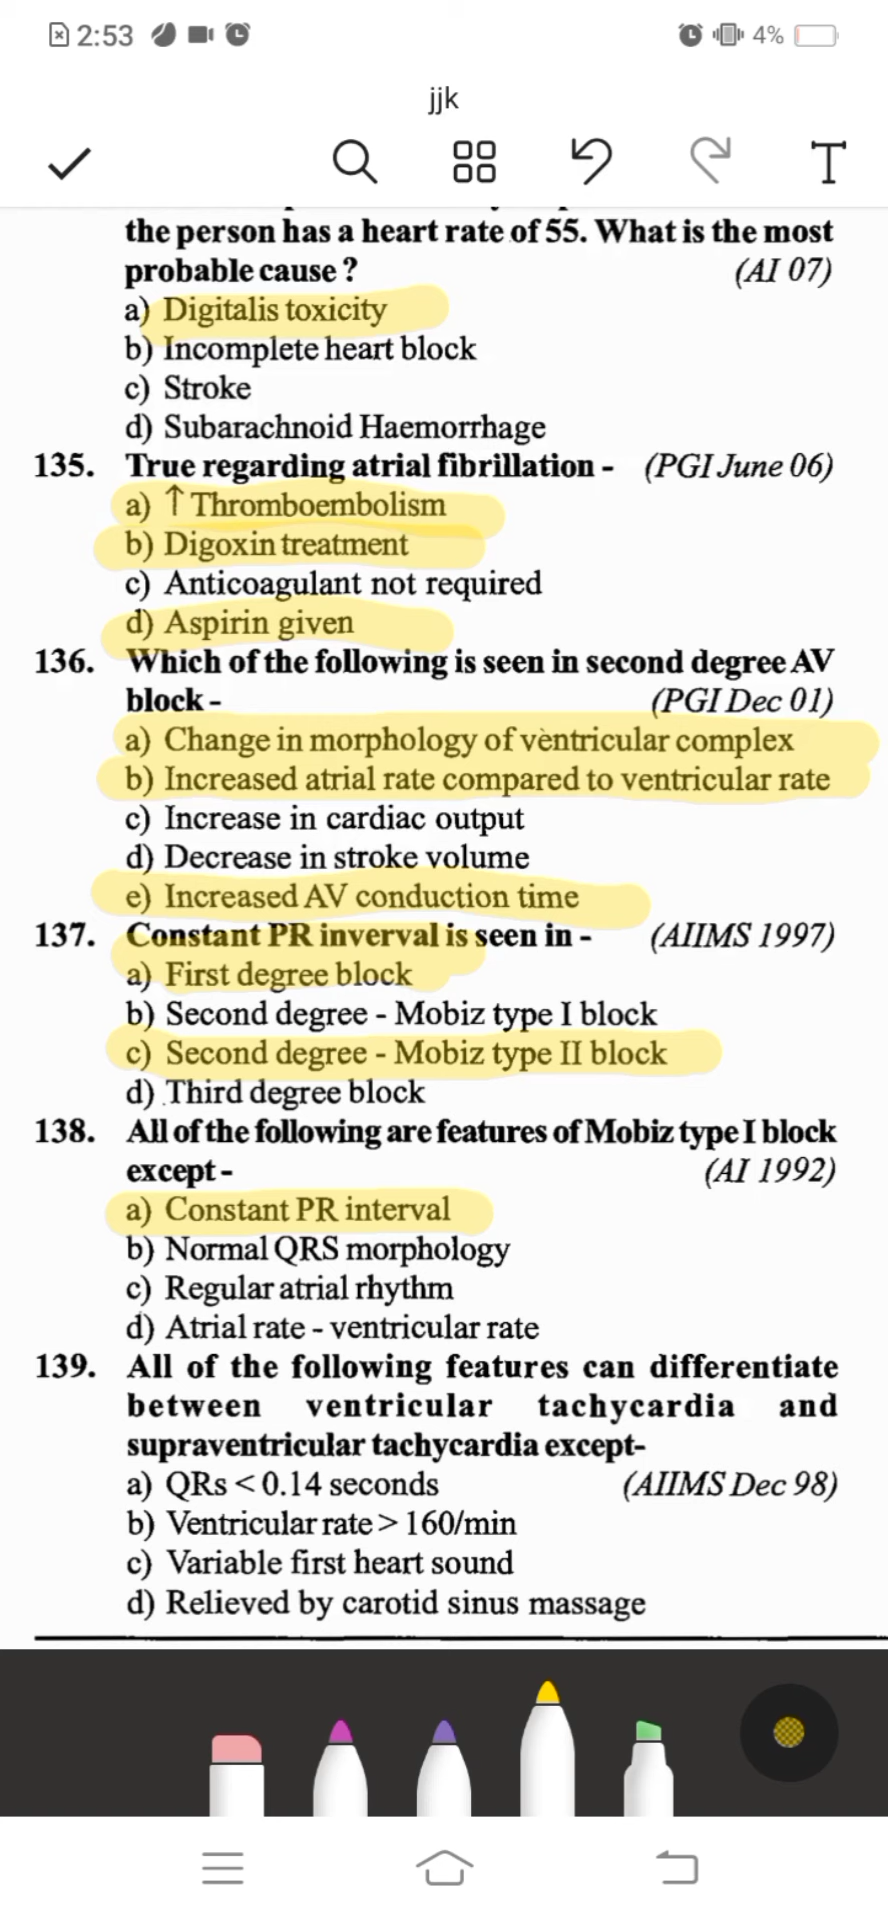 2:53
4%
jjk
T
the person has a heart rate of 55. What is the most
probable cause ? (AI 07)
a) Digitalis toxicity
b) Incomplete heart block
c) Stroke
d) Subarachnoid Haemorrhage
135. True regarding atrial fibrillation - (PGI June 06)
a) ↑ Thromboembolism
b) Digoxin treatment
c) Anticoagulant not required
d) Aspirin given
136. Which of the following is seen in second degree AV
block - (PGI Dec 01)
a) Change in morphology of ventricular complex
b) Increased atrial rate compared to ventricular rate
c) Increase in cardiac output
d) Decrease in stroke volume
e) Increased AV conduction time
137. Constant PR inverval is seen in - (AIIMS 1997)
a) First degree block
b) Second degree - Mobiz type I block
c) Second degree - Mobiz type II block
d) Third degree block
138. All of the following are features of Mobiz type I block
except - (AI 1992)
a) Constant PR interval
b) Normal QRS morphology
c) Regular atrial rhythm
d) Atrial rate - ventricular rate
139. All of the following features can differentiate
between ventricular tachycardia and
supraventricular tachycardia except-
a) QRs < 0.14 seconds (AIIMS Dec 98)
b) Ventricular rate > 160/min
c) Variable first heart sound
d) Relieved by carotid sinus massage